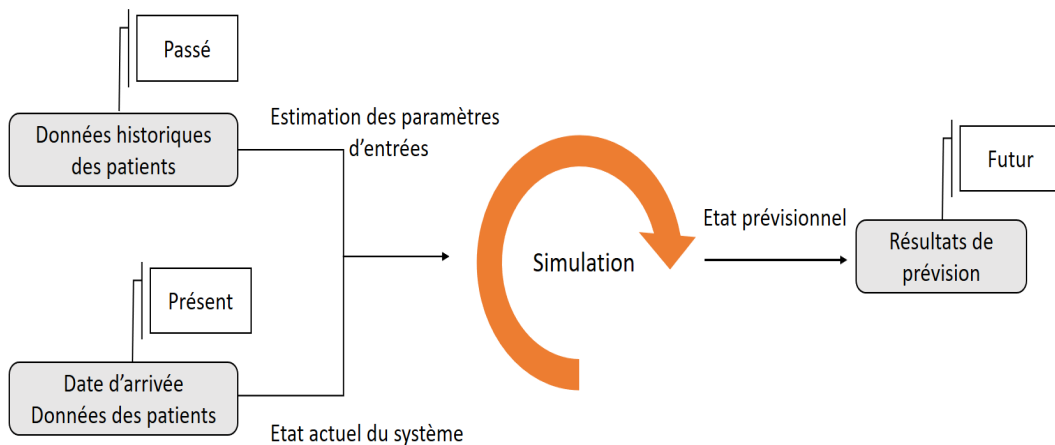 Passé
Données historiques
des patients
Estimation des paramètres
d'entrées
Présent
Date d'arrivée
Données des patients
Etat actuel du système
Simulation
Etat prévisionnel
Futur
Résultats de
prévision